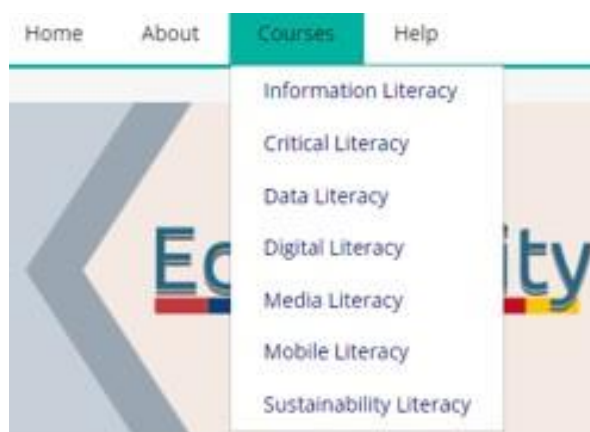 Home About Courses Help
Information Literacy
Critical Literacy
Data Literacy
Digital Literacy
Media Literacy
Mobile Literacy
Sustainability Literacy